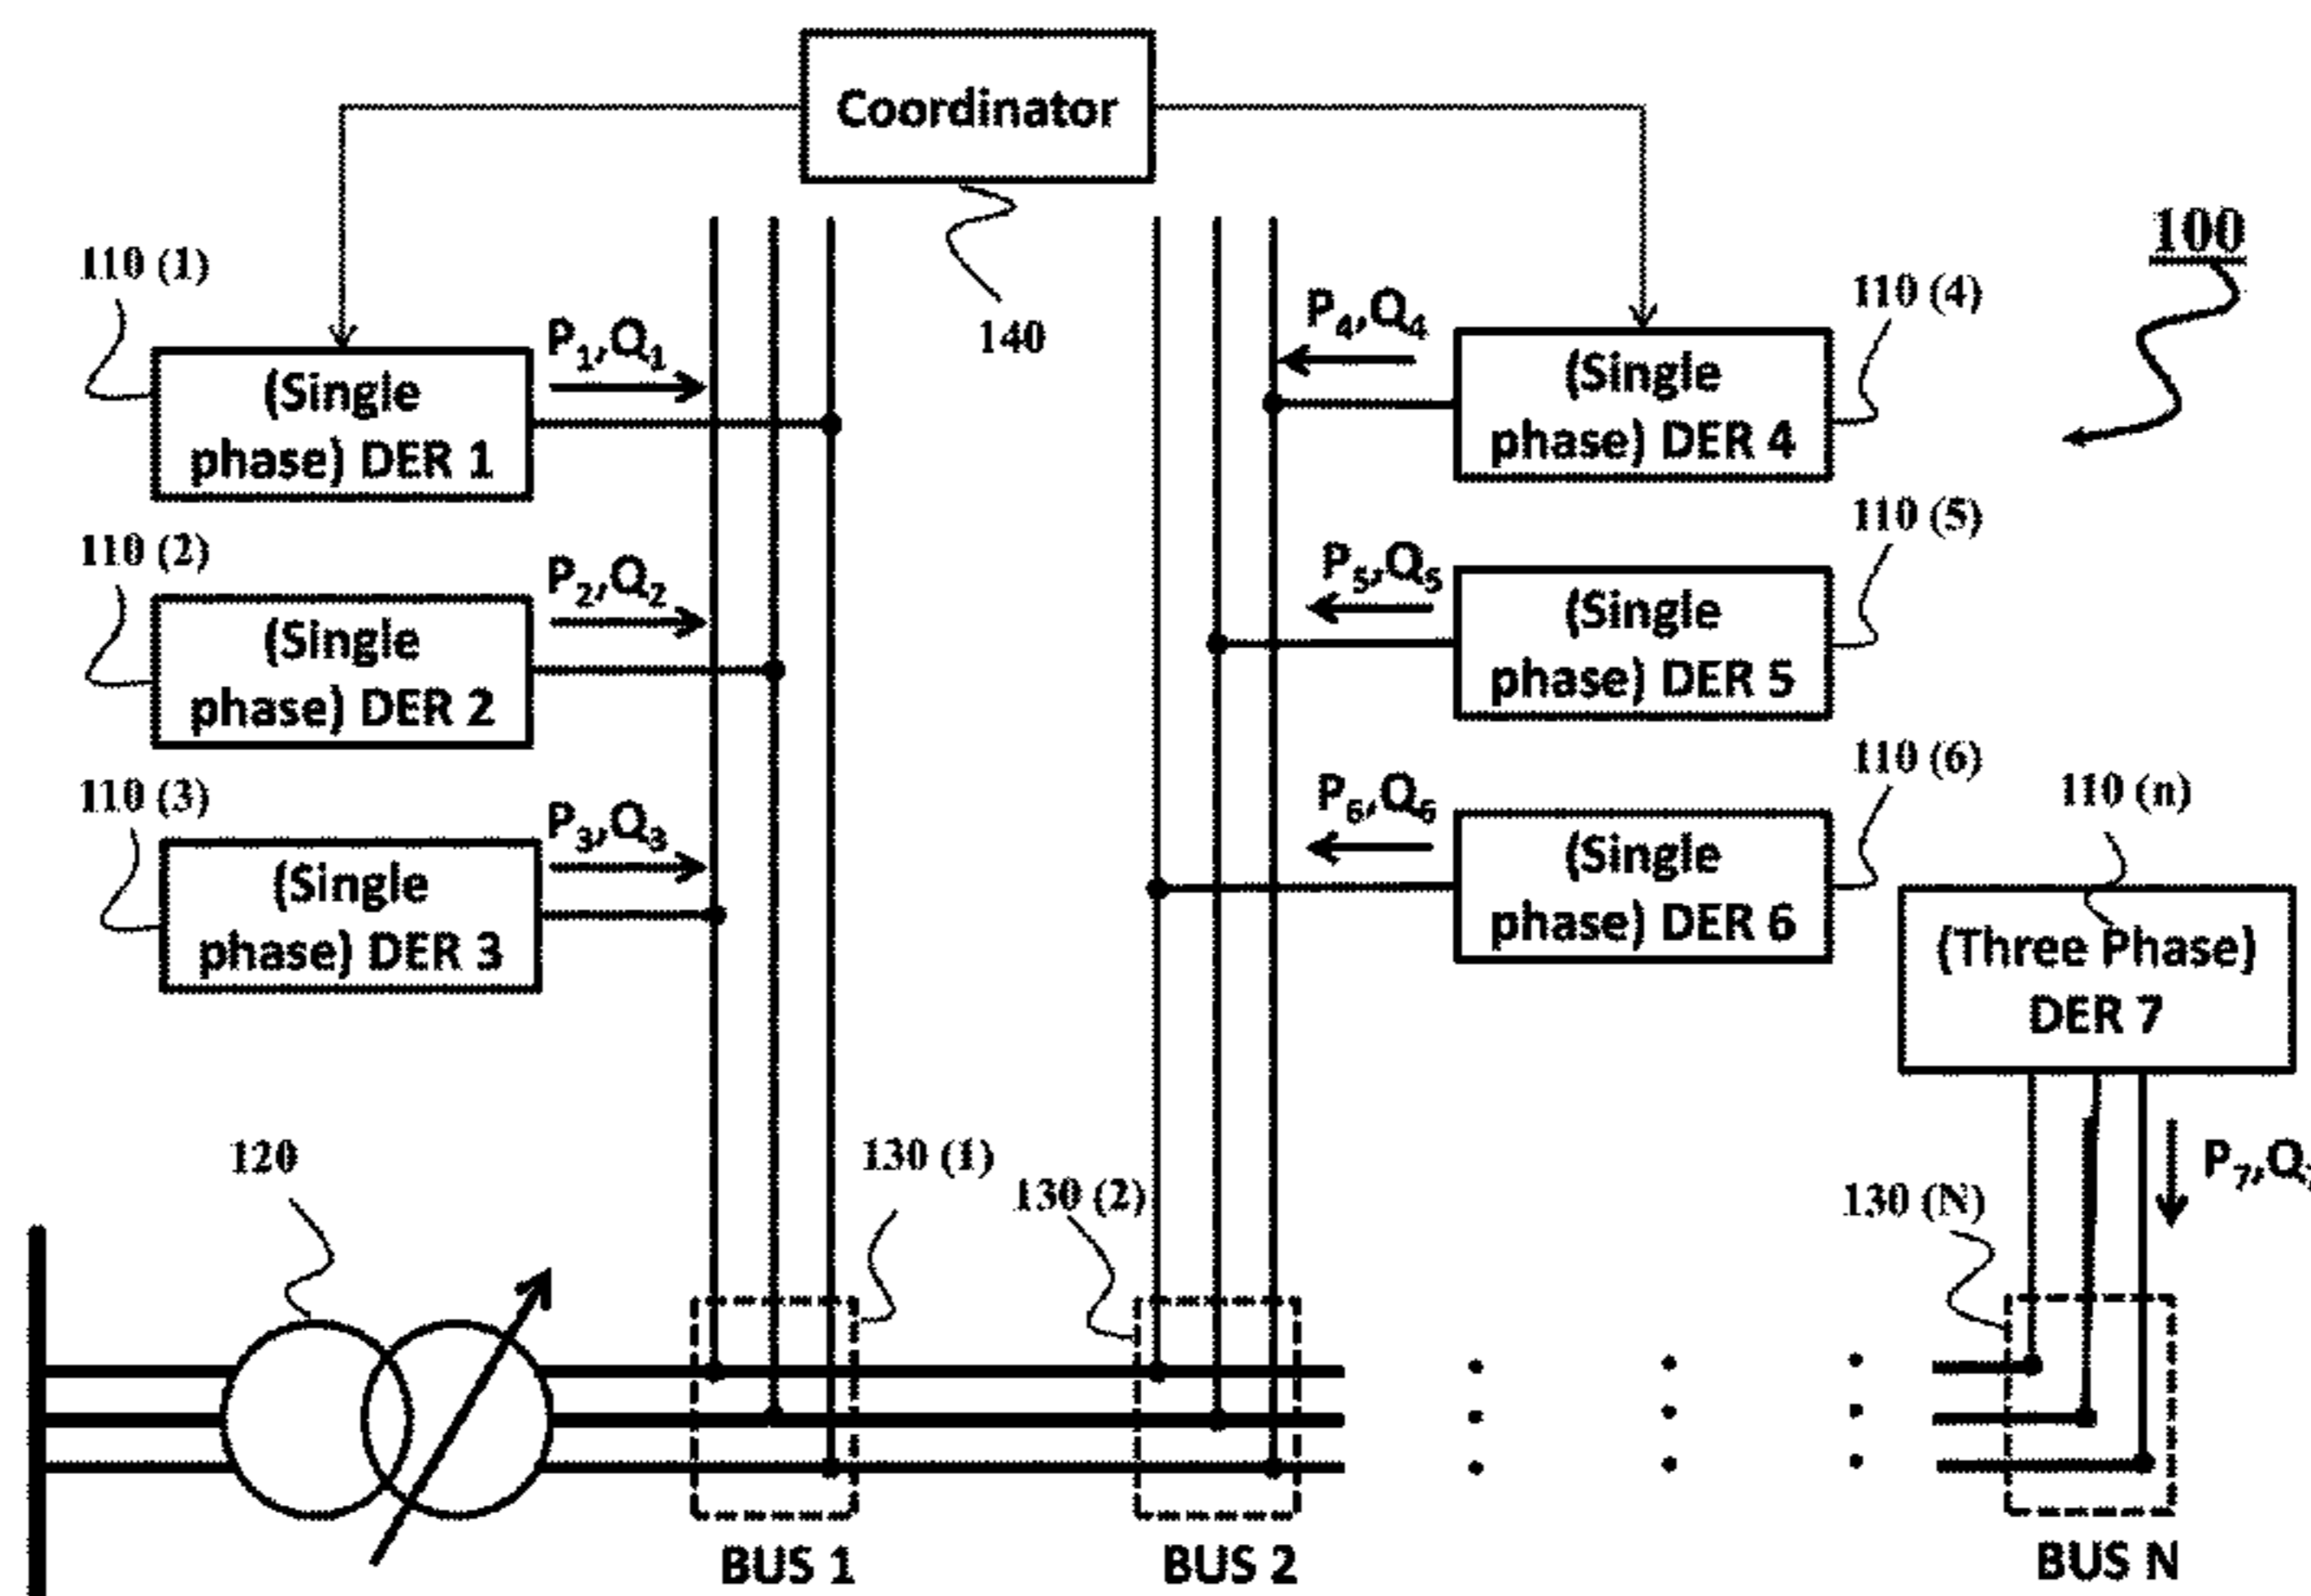 Coordinator
100
110 (1)
110 (4)
P4,Q4
P1,Q1
140
(Single
phase) DER 1
(Single
phase) DER 4
110 (2)
110 (5)
P2,Q2
P5,Q5
(Single
phase) DER 2
(Single
phase) DER 5
110 (3)
110 (6)
110 (n)
P3,Q3
P6,Q6
(Single
phase) DER 3
(Single
phase) DER 6
(Three Phase)
DER 7
120
130 (1)
130 (2)
130 (N)
P7,Q7
BUS 1
BUS 2
BUS N